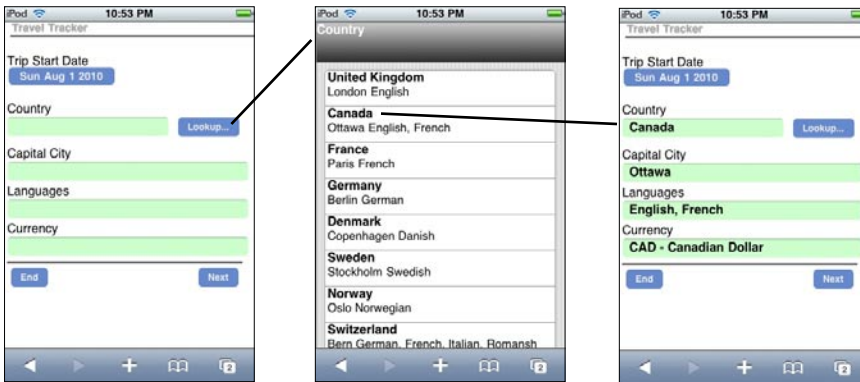 iPod 10:53 PM
Travel Tracker
Trip Start Date
Sun Aug 1 2010
Country
Lookup...
Capital City
Languages
Currency
End Next
2
iPod 10:53 PM
Country
United Kingdom
London English
Canada
Ottawa English, French
France
Paris French
Germany
Berlin German
Denmark
Copenhagen Danish
Sweden
Stockholm Swedish
Norway
Oslo Norwegian
Switzerland
Bern German, French, Italian, Romansh
2
iPod 10:53 PM
Travel Tracker
Trip Start Date
Sun Aug 1 2010
Country
Canada Lookup...
Capital City
Ottawa
Languages
English, French
Currency
CAD - Canadian Dollar
End Next
2